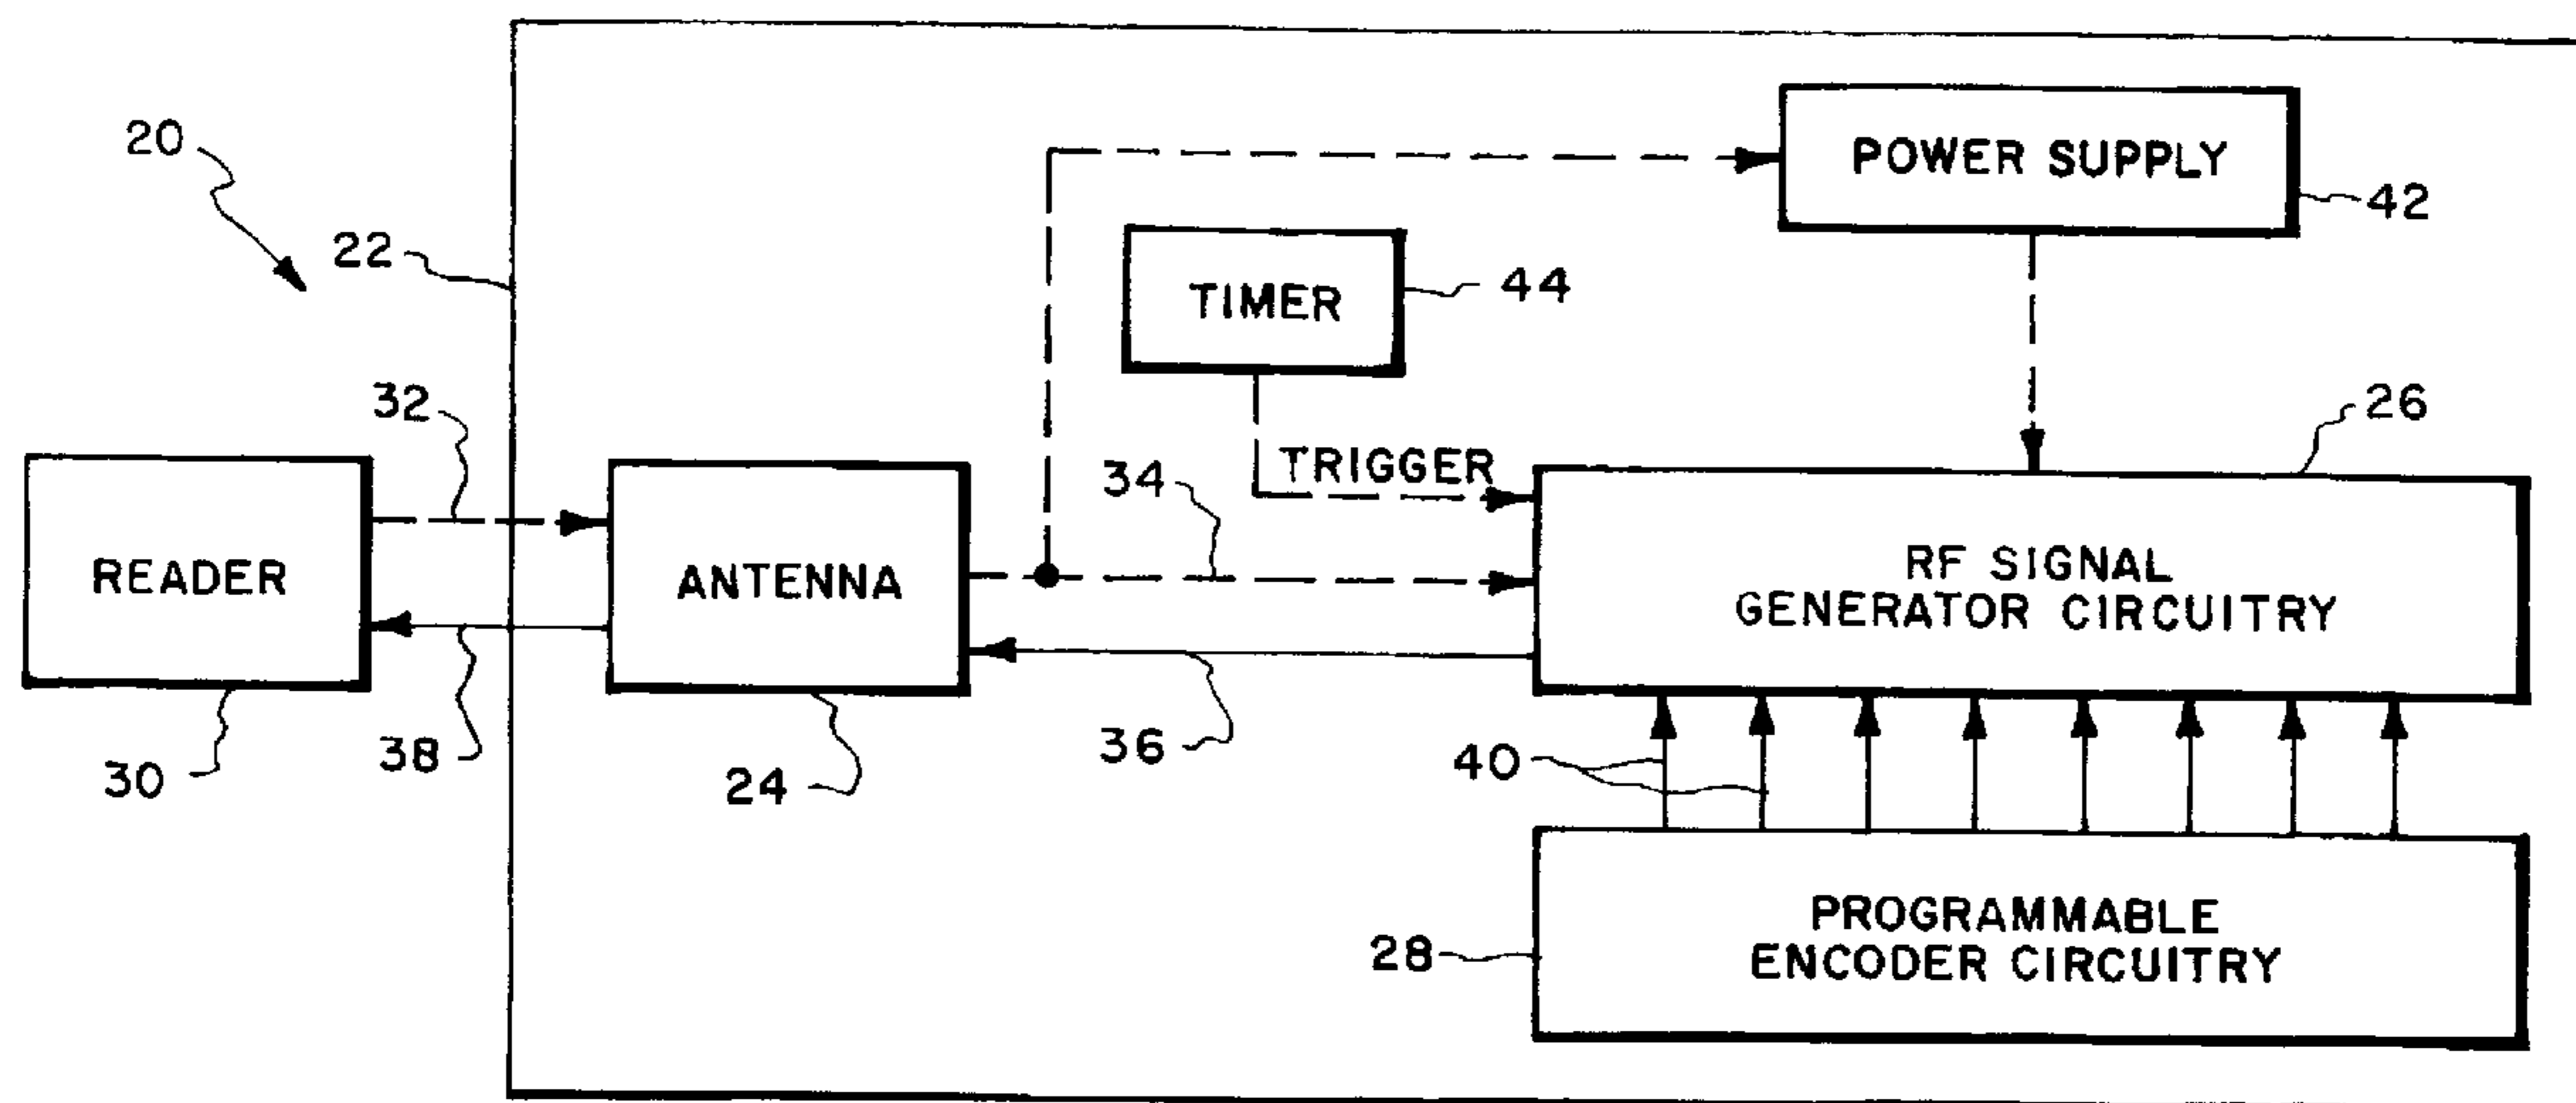 20
22
POWER SUPPLY
42
TIMER
44
32
26
TRIGGER
34
READER
ANTENNA
RF SIGNAL
GENERATOR CIRCUITRY
30
38
24
36
40
28
PROGRAMMABLE
ENCODER CIRCUITRY